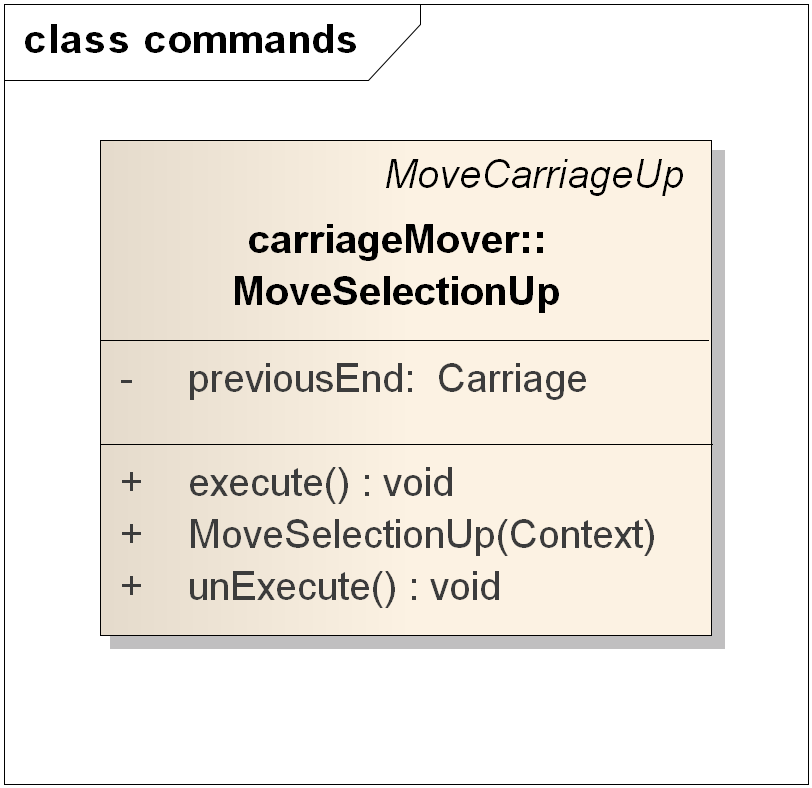 class commands
MoveCarriageUp
carriageMover::
MoveSelectionUp
- previousEnd: Carriage
+ execute() : void
+ MoveSelectionUp(Context)
+ unExecute() : void